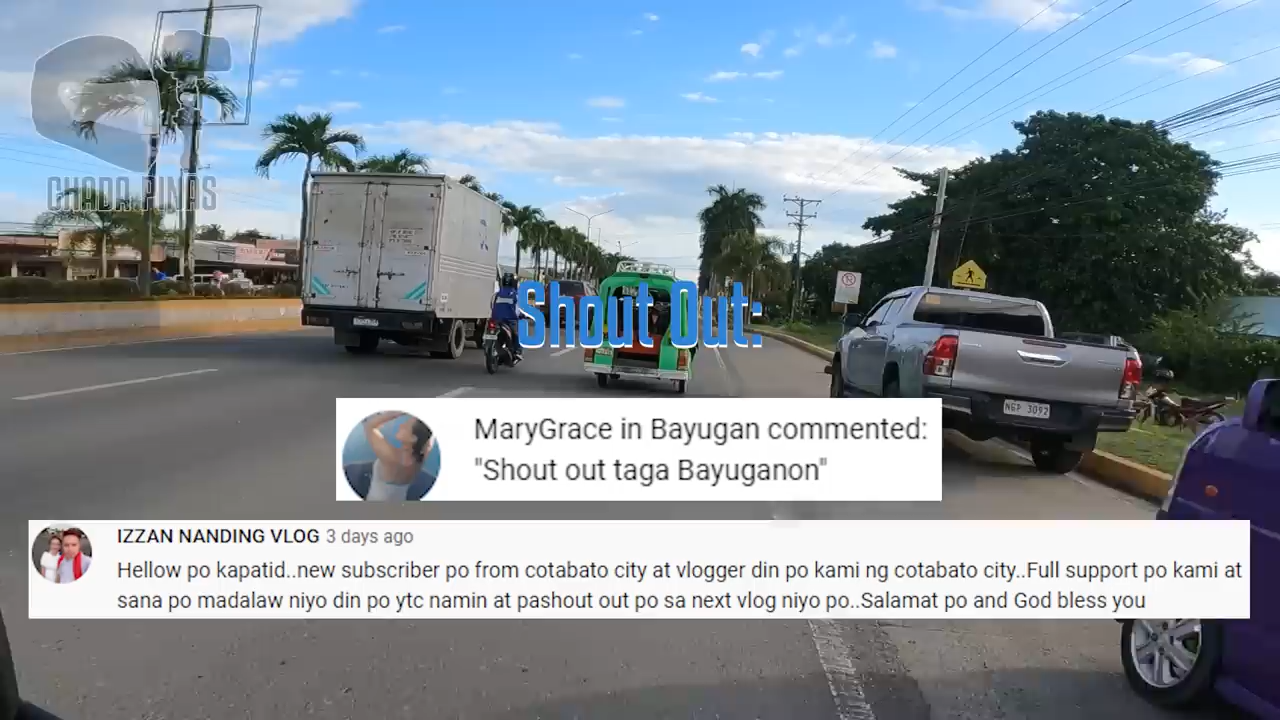 CHADA PINAS
Shout Out:
NGP 3092
MaryGrace in Bayugan commented:
"Shout out taga Bayuganon"
IZZAN NANDING VLOG 3 days ago
Hellow po kapatid..new subscriber po from cotabato city at vlogger din po kami ng cotabato city..Full support po kami at
sana po madalaw niyo din po ytc namin at pashout out po sa next vlog niyo po..Salamat po and God bless you